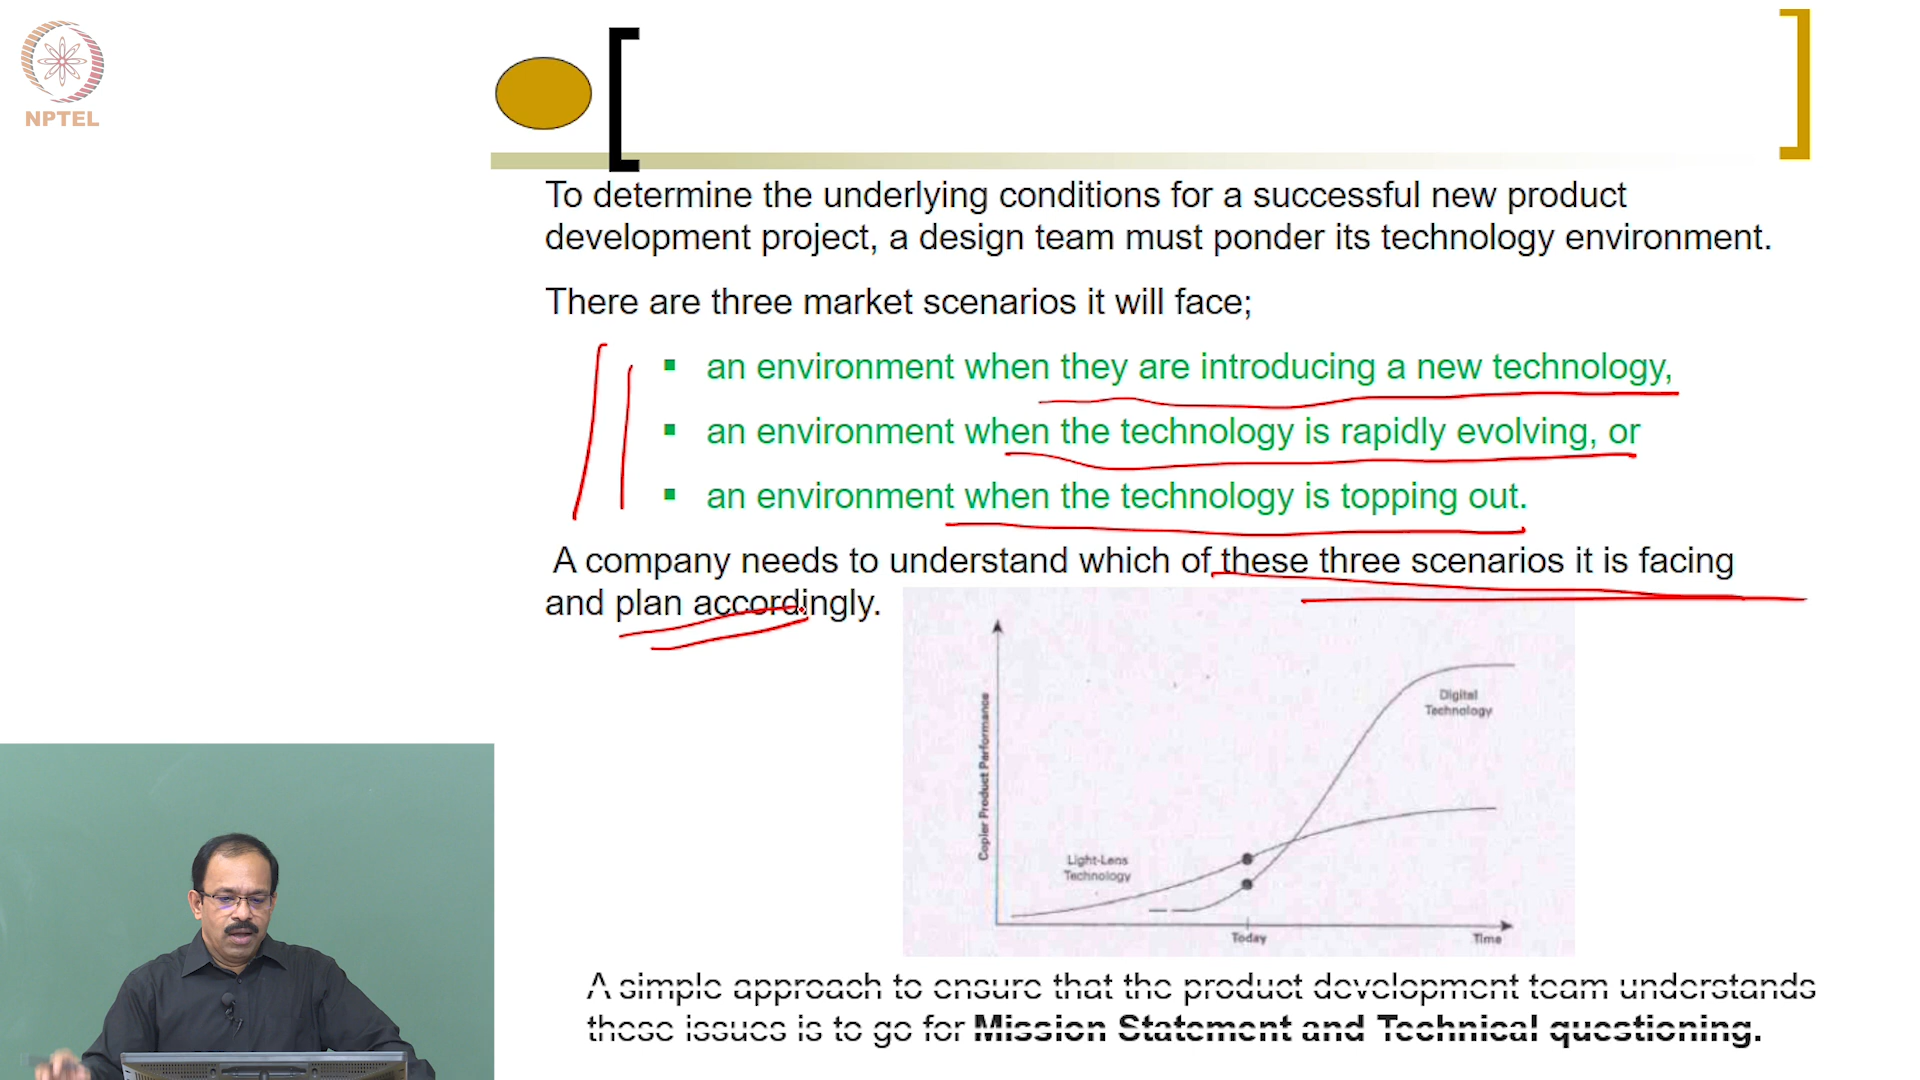 NPTEL
To determine the underlying conditions for a successful new product
development project, a design team must ponder its technology environment.
There are three market scenarios it will face;
▪ an environment when they are introducing a new technology,
▪ an environment when the technology is rapidly evolving, or
▪ an environment when the technology is topping out.
A company needs to understand which of these three scenarios it is facing
and plan accordingly.
Copier Product Performance
Digital
Technology
Light-Lens
Technology
Today
Time
A simple approach to ensure that the product development team understands
these issues is to go for Mission Statement and Technical questioning.